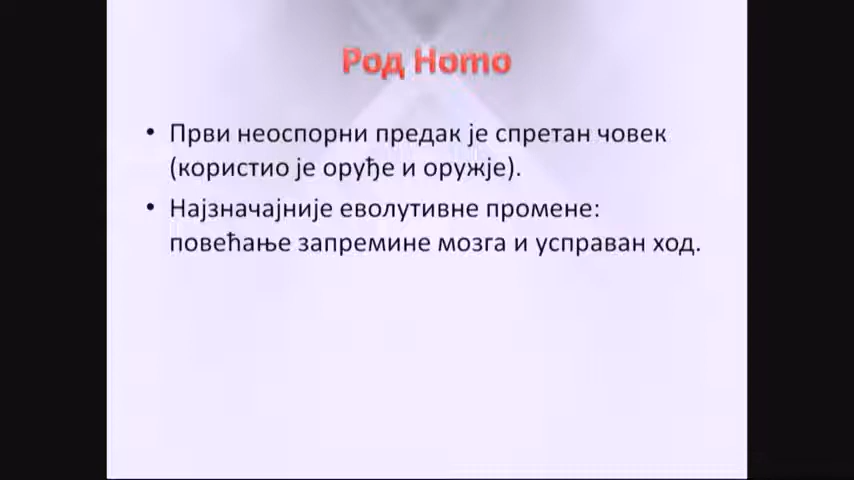 Род Homo
• Први неоспорни предак је спретан човек
(користио је оруђе и оружје).
• Најзначајније еволутивне промене:
повећање запремине мозга и усправан ход.